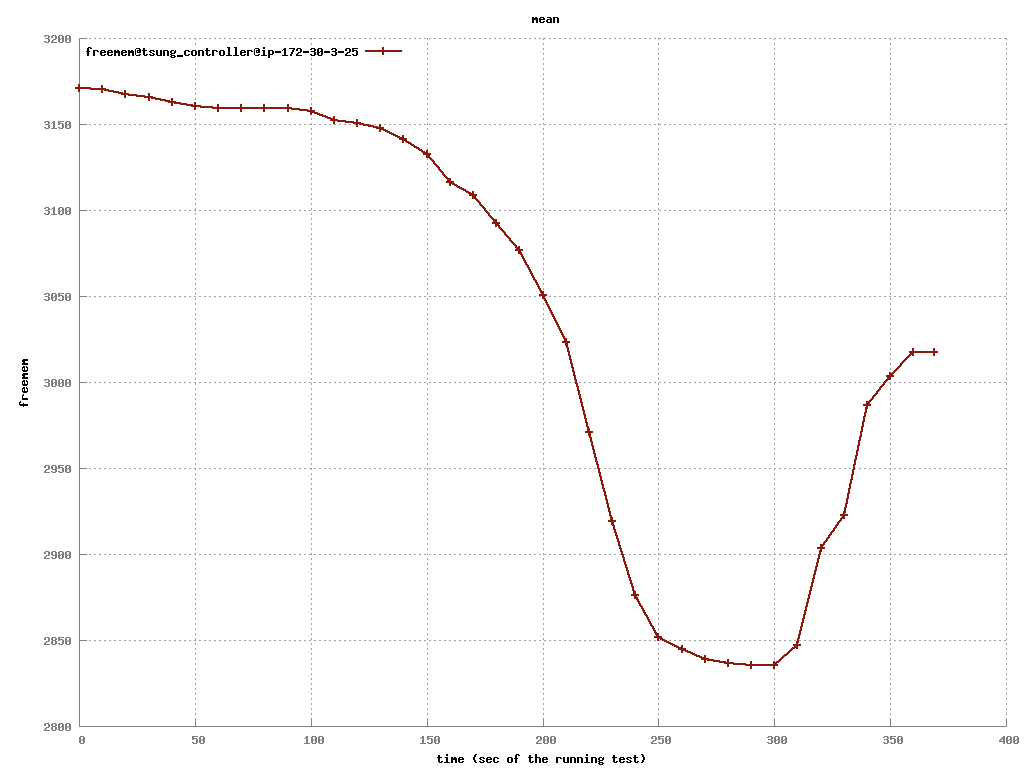 mean
3200
freemem@tsung_controller@ip-172-30-3-25
3150
3100
3050
3000
2950
2900
2850
2800
freemem
0 50 100 150 200 250 300 350 400
time (sec of the running test)